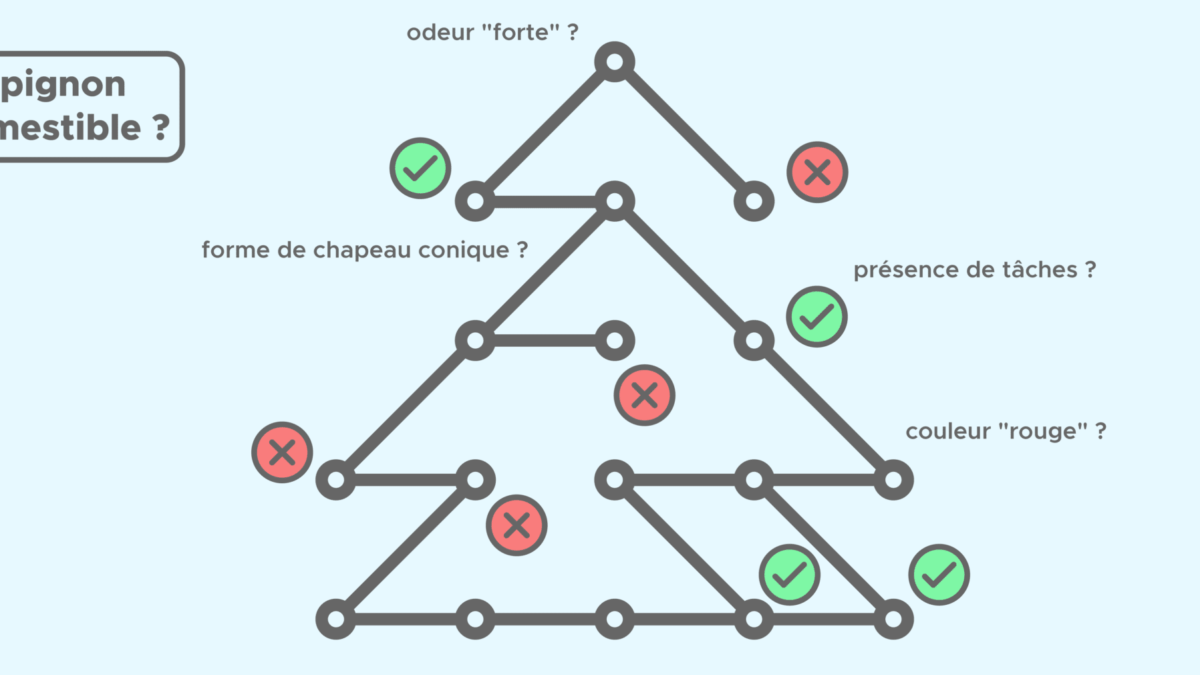 odeur "forte" ?
pignon
mestible ?
forme de chapeau conique ?
présence de tâches ?
couleur "rouge" ?